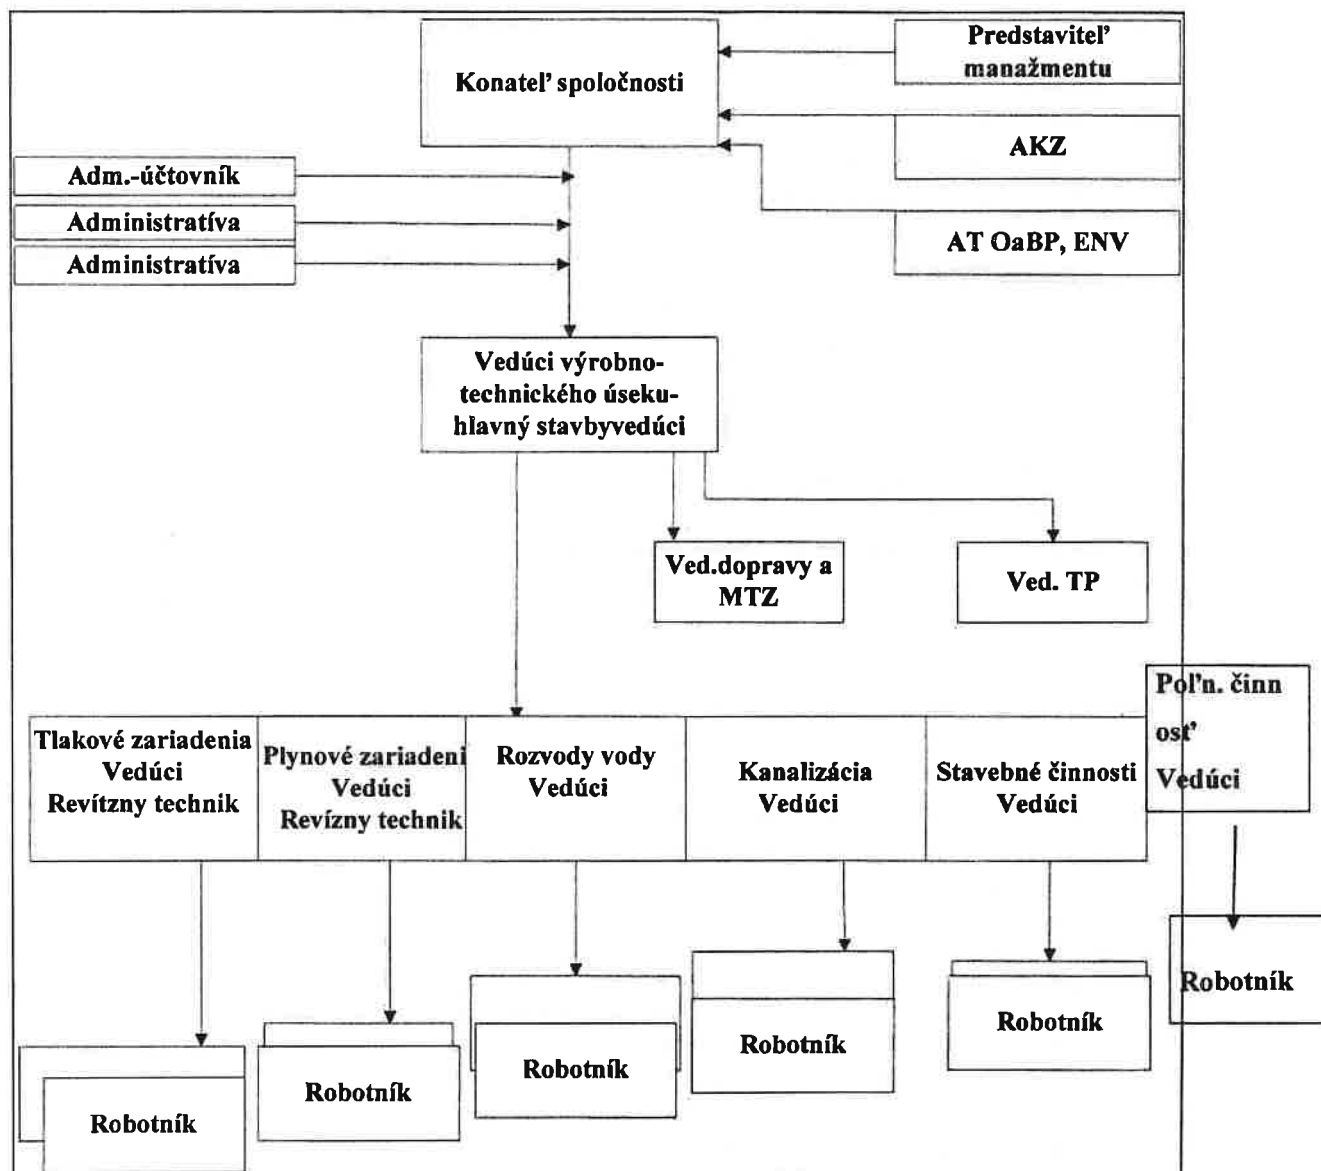 Predstaviteľ
manažmentu
Konateľ spoločnosti
AKZ
Adm.-účtovník
Administratíva
AT OaBP, ENV
Administratíva
Vedúci výrobno-
technického úseku-
hlavný stavbyvedúci
Ved.dopravy a
MTZ
Ved. TP
Tlakové zariadenia
Vedúci
Revítzny technik
Plynové zariadeni
Vedúci
Revízny technik
Rozvody vody
Vedúci
Kanalizácia
Vedúci
Stavebné činnosti
Vedúci
Poľn. činn
osť
Vedúci
Robotník
Robotník
Robotník
Robotník
Robotník
Robotník